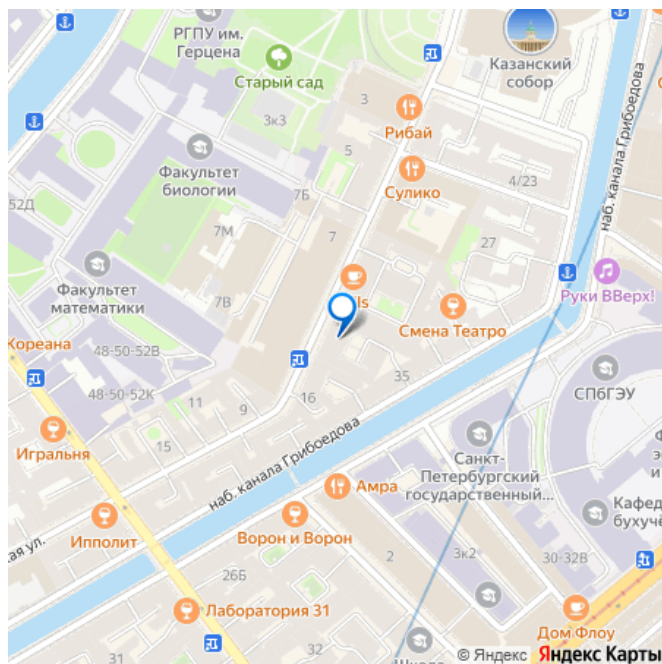 РГПУ им.
Герцена
Старый сад
Казанский
собор
3
Рибай
3к3
5
Сулико
4/23
наб. канала Грибоедова
Факультет
биологии
52Д
7Б
7М
7
27
Факультет
математики
7В
ls
Смена Театро
Руки ВВерх!
Кореана
48-50-52В
35
СПбГЭУ
48-50-52К
16
11
9
Игральня
15
наб. канала Грибоедова
Санкт-
Петербургский
государственный...
Амра
Кафед
бухучё
ая ул.
Ипполит
Ворон и Ворон
2
3к2
30-32В
26Б
Лаборатория 31
32
Дом Флоу
© Яндекс Яндекс Карты